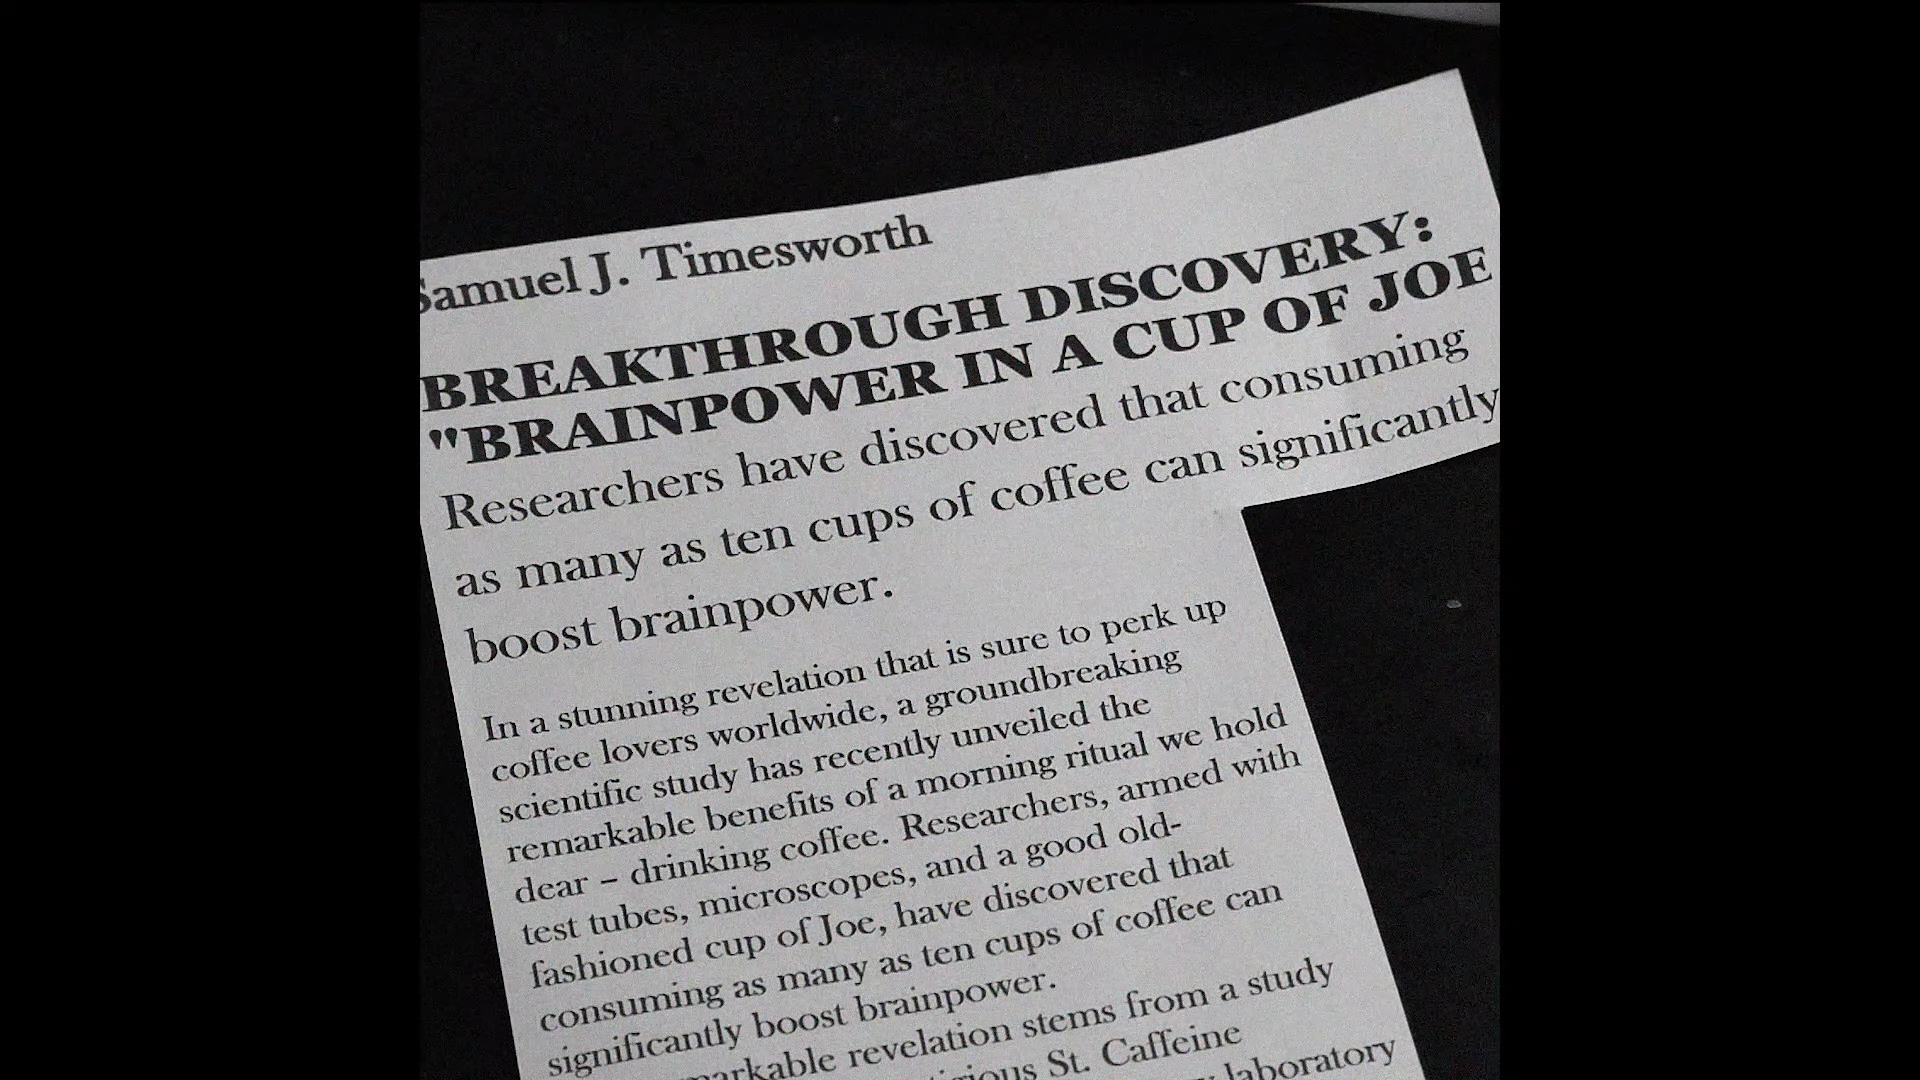 Samuel J. Timesworth
BREAKTHROUGH DISCOVERY:
"BRAINPOWER IN A CUP OF JOE
Researchers have discovered that consuming
as many as ten cups of coffee can significantly
boost brainpower.
In a stunning revelation that is sure to perk up
coffee lovers worldwide, a groundbreaking
scientific study has recently unveiled the
remarkable benefits of a morning ritual we hold
dear – drinking coffee. Researchers, armed with
test tubes, microscopes, and a good old-
fashioned cup of Joe, have discovered that
consuming as many as ten cups of coffee can
significantly boost brainpower.
revelation stems from a study
St. Caffeine
laboratory